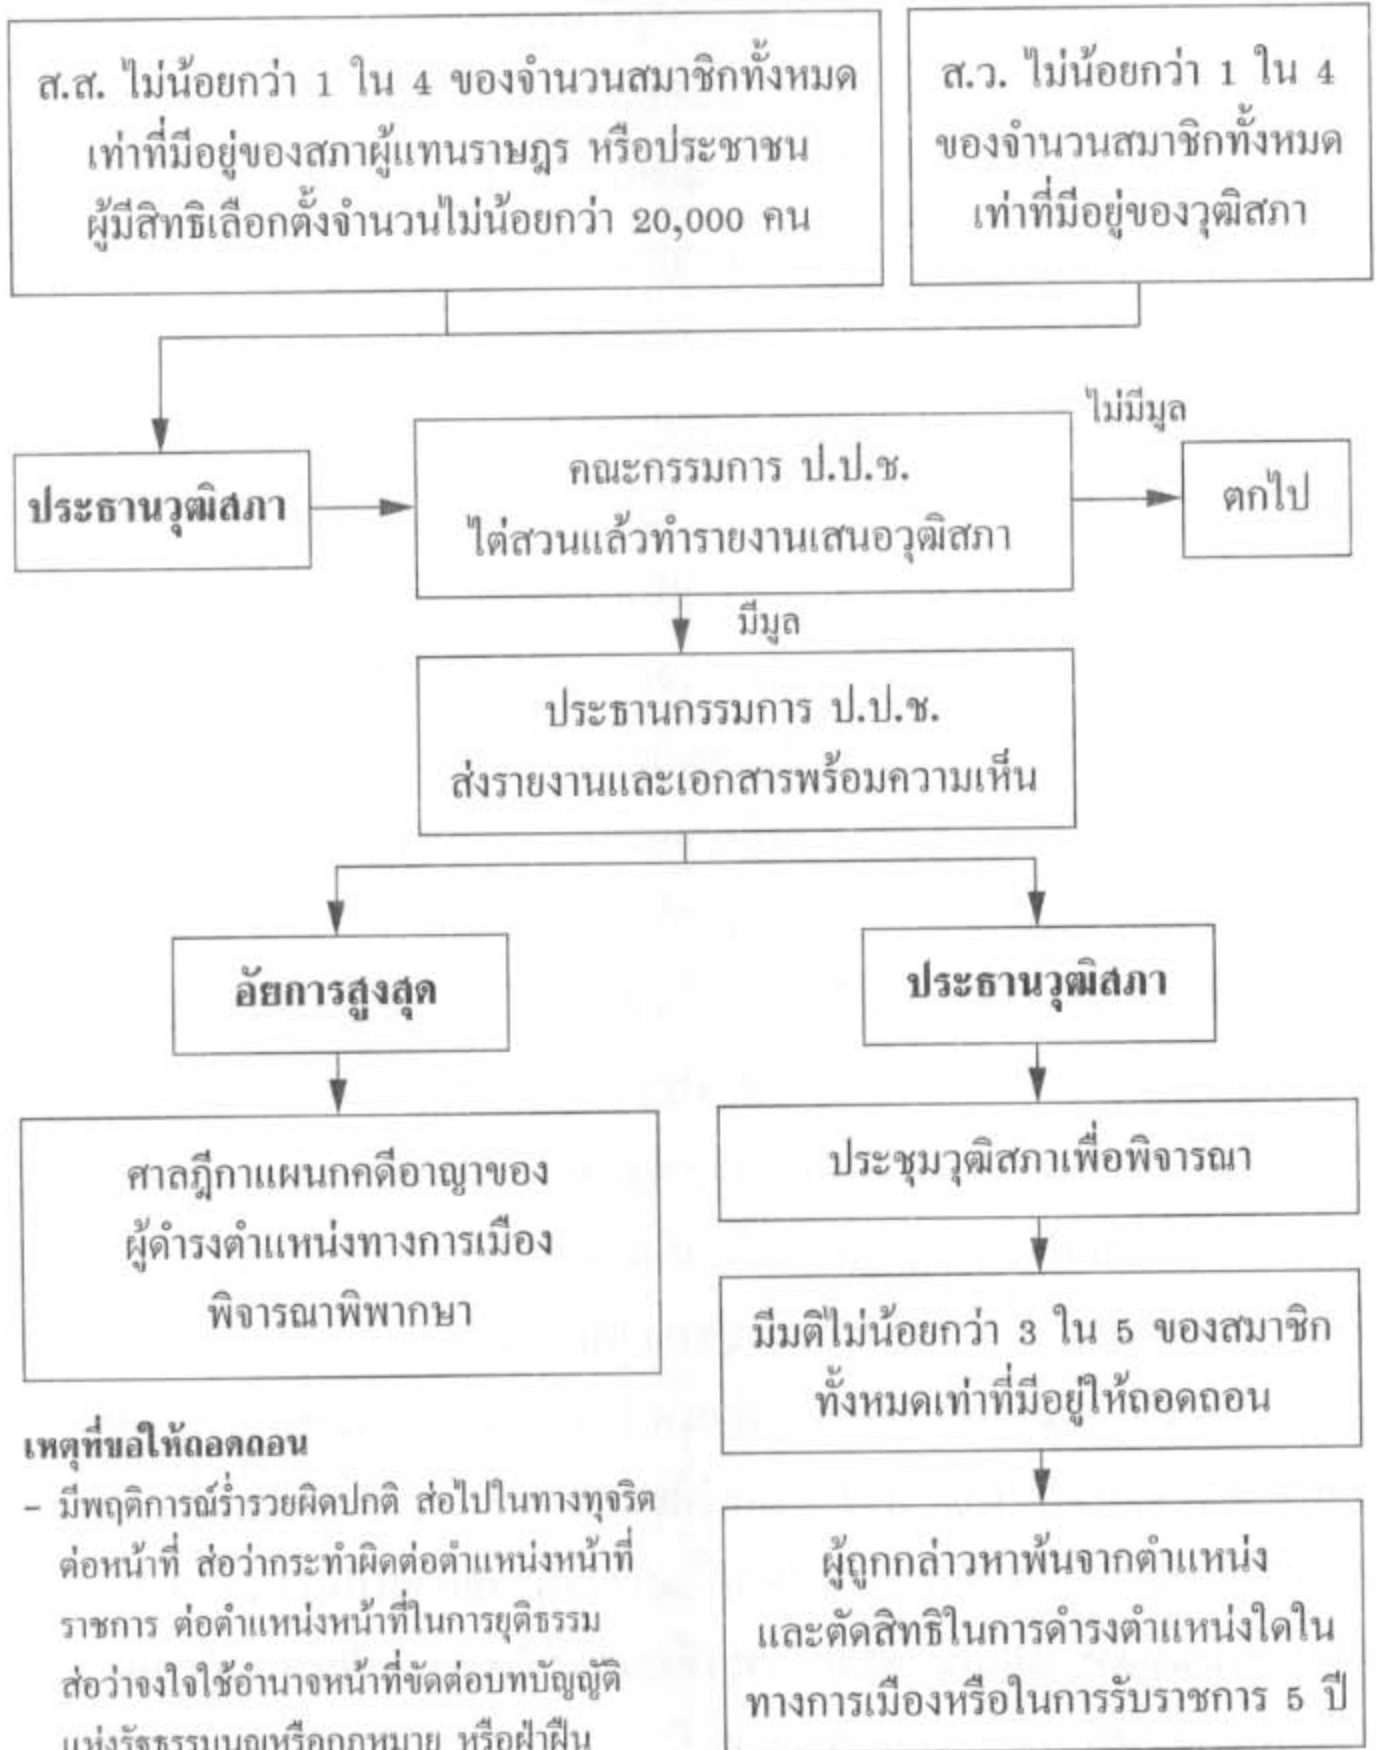 ส.ส. ไม่น้อยกว่า 1 ใน 4 ของจำนวนสมาชิกทั้งหมด
เท่าที่มีอยู่ของสภาผู้แทนราษฎร หรือประชาชน
ผู้มีสิทธิเลือกตั้งจำนวนไม่น้อยกว่า 20,000 คน
ส.ว. ไม่น้อยกว่า 1 ใน 4
ของจำนวนสมาชิกทั้งหมด
เท่าที่มีอยู่ของวุฒิสภา
ประธานวุฒิสภา
คณะกรรมการ ป.ป.ช.
ไต่สวนแล้วทำรายงานเสนอวุฒิสภา
ไม่มีมูล
ตกไป
มีมูล
ประธานกรรมการ ป.ป.ช.
ส่งรายงานและเอกสารพร้อมความเห็น
อัยการสูงสุด
ประธานวุฒิสภา
ศาลฎีกาแผนกคดีอาญาของ
ผู้ดำรงตำแหน่งทางการเมือง
พิจารณาพิพากษา
ประชุมวุฒิสภาเพื่อพิจารณา
มีมติไม่น้อยกว่า 3 ใน 5 ของสมาชิก
ทั้งหมดเท่าที่มีอยู่ให้ถอดถอน
ผู้ถูกกล่าวหาพ้นจากตำแหน่ง
และตัดสิทธิในการดำรงตำแหน่งใดใน
ทางการเมืองหรือในการรับราชการ 5 ปี
เหตุที่ขอให้ถอดถอน
- มีพฤติการณ์ร่ำรวยผิดปกติ ส่อไปในทางทุจริต
ต่อหน้าที่ ส่อว่ากระทำผิดต่อตำแหน่งหน้าที่
ราชการ ต่อตำแหน่งหน้าที่ในการยุติธรรม
ส่อว่าจงใจใช้อำนาจหน้าที่ขัดต่อบทบัญญัติ
แห่งรัฐธรรมนูญหรือกฎหมาย หรือฝ่าฝืน